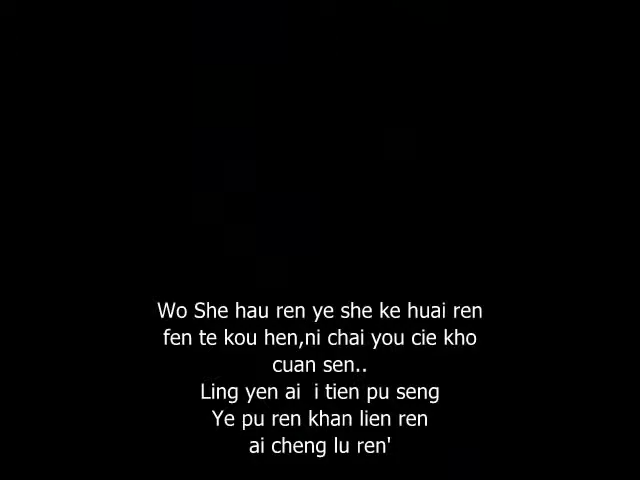 Wo She hau ren ye she ke huai ren
fen te kou hen,ni chai you cie kho
cuan sen..
Ling yen ai i tien pu seng
Ye pu ren khan lien ren
ai cheng lu ren'